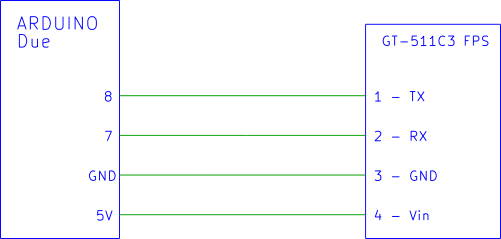 ARDUINO
Due
GT-511C3 FPS
8
1 - TX
7
2 - RX
GND
3 - GND
5V
4 - Vin